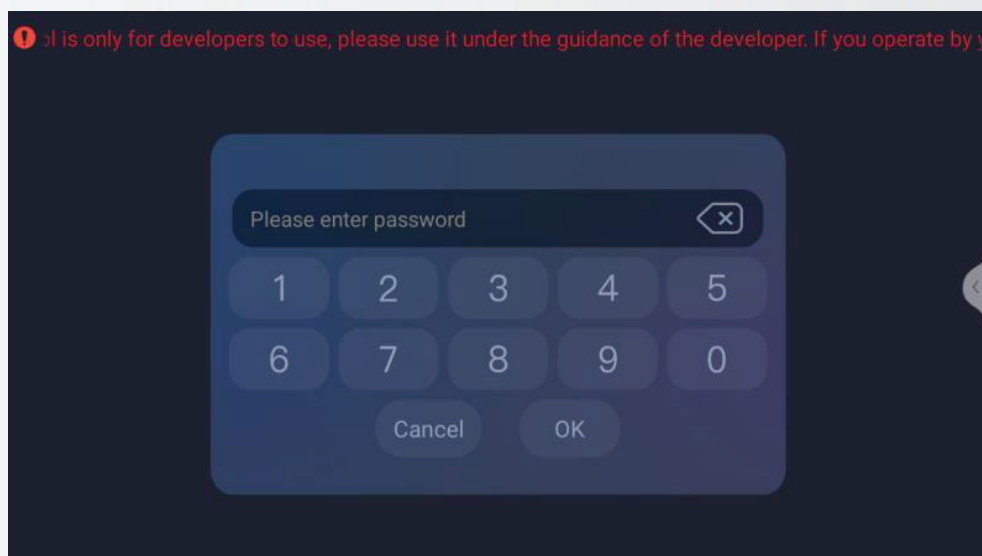 is only for developers to use, please use it under the guidance of the developer. If you operate by
Please enter password
1 2 3 4 5
6 7 8 9 0
Cancel OK